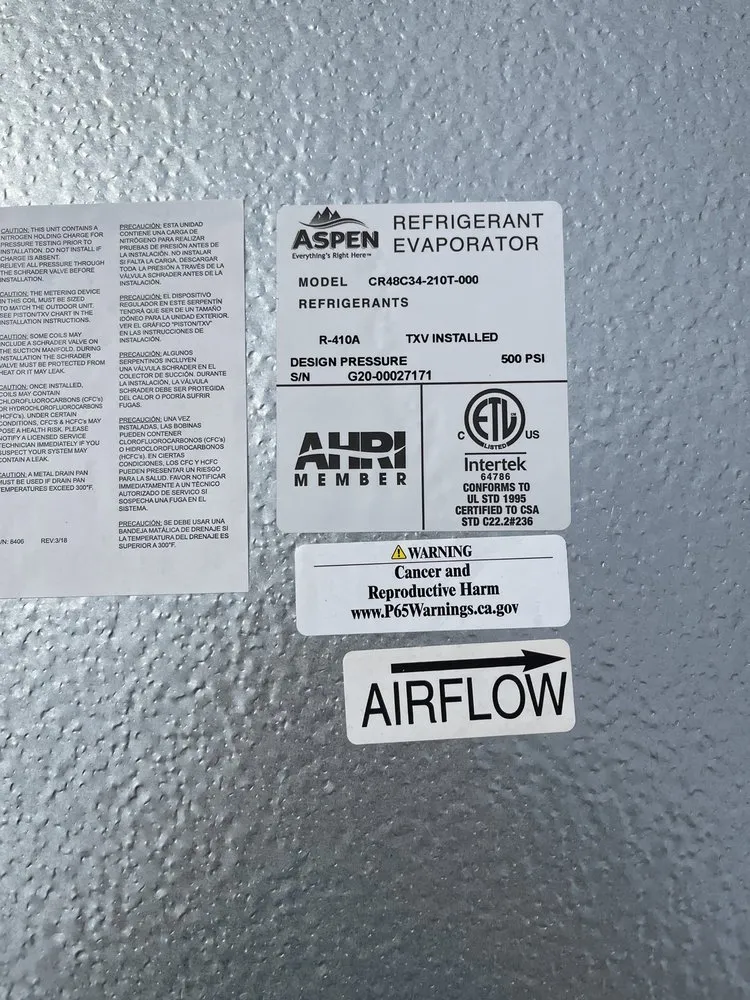 CAUTION: THIS UNIT CONTAINS A
NITROGEN HOLDING CHARGE FOR
PRESSURE TESTING PRIOR TO
INSTALLATION. DO NOT INSTALL IF
CHARGE IS ABSENT.
RELIEVE ALL PRESSURE THROUGH
THE SCHRADER VALVE BEFORE
INSTALLATION.
CAUTION: THE METERING DEVICE
IN THIS COIL MUST BE SIZED
TO MATCH THE OUTDOOR UNIT.
SEE PISTON/TXV CHART IN THE
INSTALLATION INSTRUCTIONS.
CAUTION: SOME COILS MAY
INCLUDE A SCHRADER VALVE ON
THE SUCTION MANIFOLD. DURING
INSTALLATION THE SCHRADER
VALVE MUST BE PROTECTED FROM
HEAT OR IT MAY LEAK.
CAUTION: ONCE INSTALLED,
COILS MAY CONTAIN
CHLOROFLUOROCARBONS (CFC's)
OR HYDROCHLOROFLUOROCARBONS
(HCFC's). UNDER CERTAIN
CONDITIONS, CFC'S & HCFC's MAY
POSE A HEALTH RISK. PLEASE
NOTIFY A LICENSED SERVICE
TECHNICIAN IMMEDIATELY IF YOU
SUSPECT YOUR SYSTEM MAY
CONTAIN A LEAK.
CAUTION: A METAL DRAIN PAN
MUST BE USED IF DRAIN PAN
TEMPERATURES EXCEED 300°F.
P/N: 8406 REV:3/18
PRECAUCIÓN: ESTA UNIDAD
CONTIENE UNA CARGA DE
NITRÓGENO PARA REALIZAR
PRUEBAS DE PRESIÓN ANTES DE
LA INSTALACIÓN. NO INSTALAR
SI FALTA LA CARGA. DESCARGAR
TODA LA PRESIÓN A TRAVÉS DE LA
VÁLVULA SCHRADER ANTES DE LA
INSTALACIÓN.
PRECAUCIÓN: EL DISPOSITIVO
REGULADOR EN ESTE SERPENTÍN
TENDRÁ QUE SER DE UN TAMAÑO
IDÓNEO PARA LA UNIDAD EXTERIOR.
VER EL GRÁFICO "PISTON/TXV"
EN LAS INSTRUCCIONES DE
INSTALACIÓN.
PRECAUCIÓN: ALGUNOS
SERPENTINES INCLUYEN
UNA VÁLVULA SCHRADER EN EL
COLECTOR DE SUCCIÓN. DURANTE
LA INSTALACIÓN, LA VÁLVULA
SCHRADER DEBE SER PROTEGIDA
DEL CALOR O PODRÍA SUFRIR
FUGAS.
PRECAUCIÓN: UNA VEZ
INSTALADAS, LAS BOBINAS
PUEDEN CONTENER
CLOROFLUOROCARBONOS (CFC's)
O HIDROCLOROFLUROCARBONOS
(HCFC's). EN CIERTAS
CONDICIONES, LOS CFC Y HCFC
PUEDEN PRESENTAR UN RIESGO
PARA LA SALUD. FAVOR NOTIFICAR
IMMEDIATAMENTE A UN TÉCNICO
AUTORIZADO DE SERVICIO SI
SOSPECHA UNA FUGA EN EL
SISTEMA.
PRECAUCIÓN: SE DEBE USAR UNA
BANDEJA MATÁLICA DE DRENAJE SI
LA TEMPERATURA DEL DRENAJE ES
SUPERIOR A 300°F.
ASPEN
Everything's Right Here™
REFRIGERANT
EVAPORATOR
MODEL CR48C34-210T-000
REFRIGERANTS
R-410A TXV INSTALLED
DESIGN PRESSURE 500 PSI
S/N G20-00027171
AHRI
MEMBER
ETL
C LISTED US
Intertek
64786
CONFORMS TO
UL STD 1995
CERTIFIED TO CSA
STD C22.2#236
WARNING
Cancer and
Reproductive Harm
www.P65Warnings.ca.gov
AIRFLOW